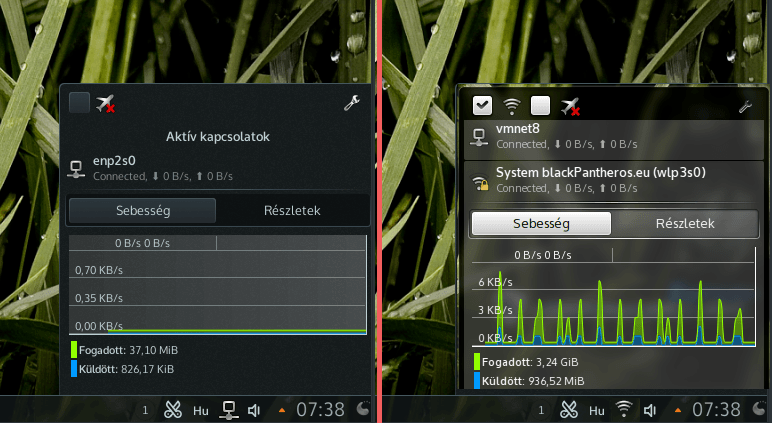 Aktív kapcsolatok
enp2s0
Connected, ⬇ 0 B/s, ⬆ 0 B/s
Sebesség Részletek
0 B/s 0 B/s
0,70 KB/s
0,35 KB/s
0,00 KB/s
Fogadott: 37,10 MiB
Küldött: 826,17 KiB
1 Hu 07:38
vmnet8
Connected, ⬇ 0 B/s, ⬆ 0 B/s
System blackPantheros.eu (wlp3s0)
Connected, ⬇ 0 B/s, ⬆ 0 B/s
Sebesség Részletek
0 B/s 0 B/s
6 KB/s
3 KB/s
0 KB/s
Fogadott: 3,24 GiB
Küldött: 936,52 MiB
1 Hu 07:38